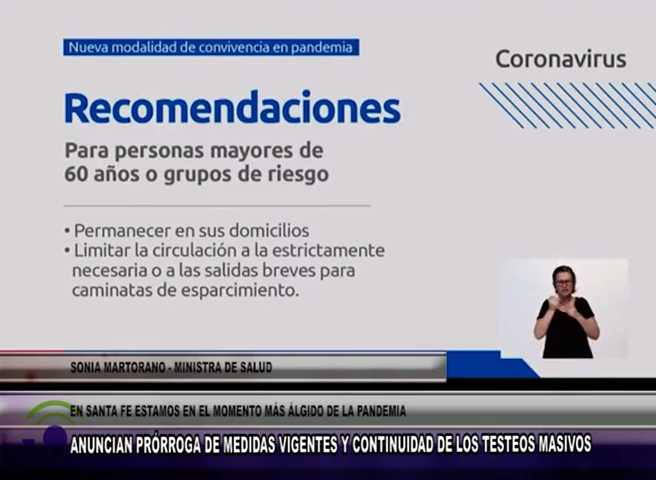 Nueva modalidad de convivencia en pandemia
Coronavirus
Recomendaciones
Para personas mayores de
60 años o grupos de riesgo
• Permanecer en sus domicilios
• Limitar la circulación a la estrictamente
necesaria o a las salidas breves para
caminatas de esparcimiento.
SONIA MARTORANO - MINISTRA DE SALUD
EN SANTA FE ESTAMOS EN EL MOMENTO MÁS ÁLGIDO DE LA PANDEMIA
ANUNCIAN PRÓRROGA DE MEDIDAS VIGENTES Y CONTINUIDAD DE LOS TESTEOS MASIVOS